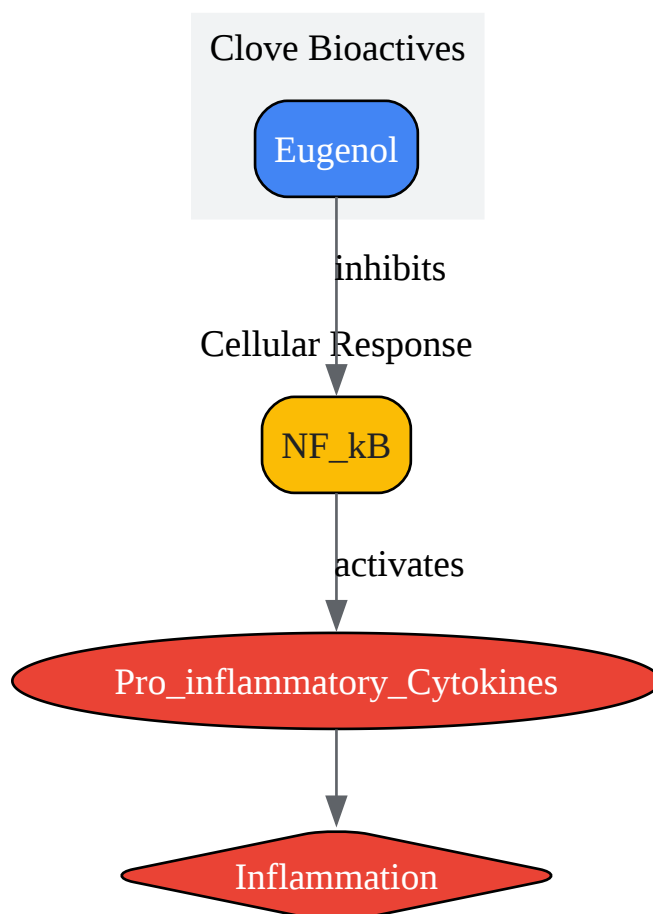 Clove Bioactives
Eugenol
inhibits
Cellular Response
NF_kB
activates
Pro_inflammatory_Cytokines
Inflammation